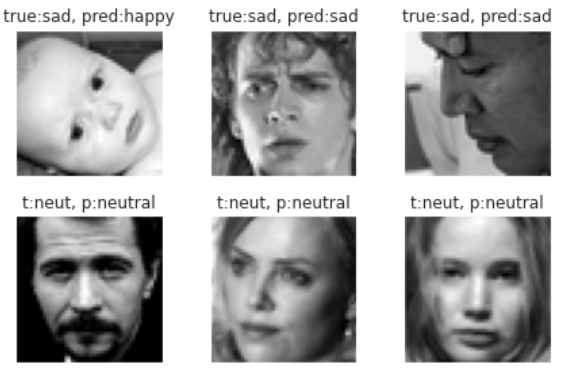 true:sad, pred:happy
true:sad, pred:sad
true:sad, pred:sad
t:neut, p:neutral
t:neut, p:neutral
t:neut, p:neutral